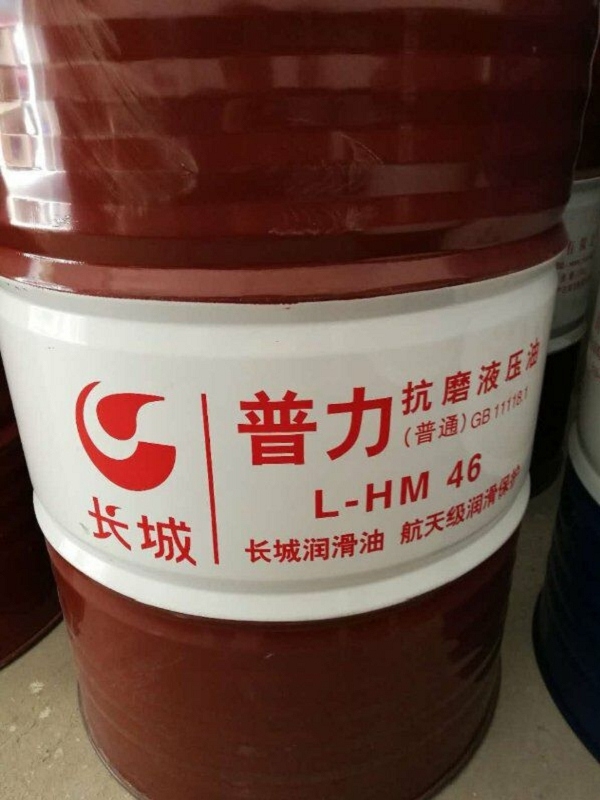 长城
普力
抗磨液压油
(普通) GB 11118.1
L-HM 46
长城润滑油 航天级润滑保护